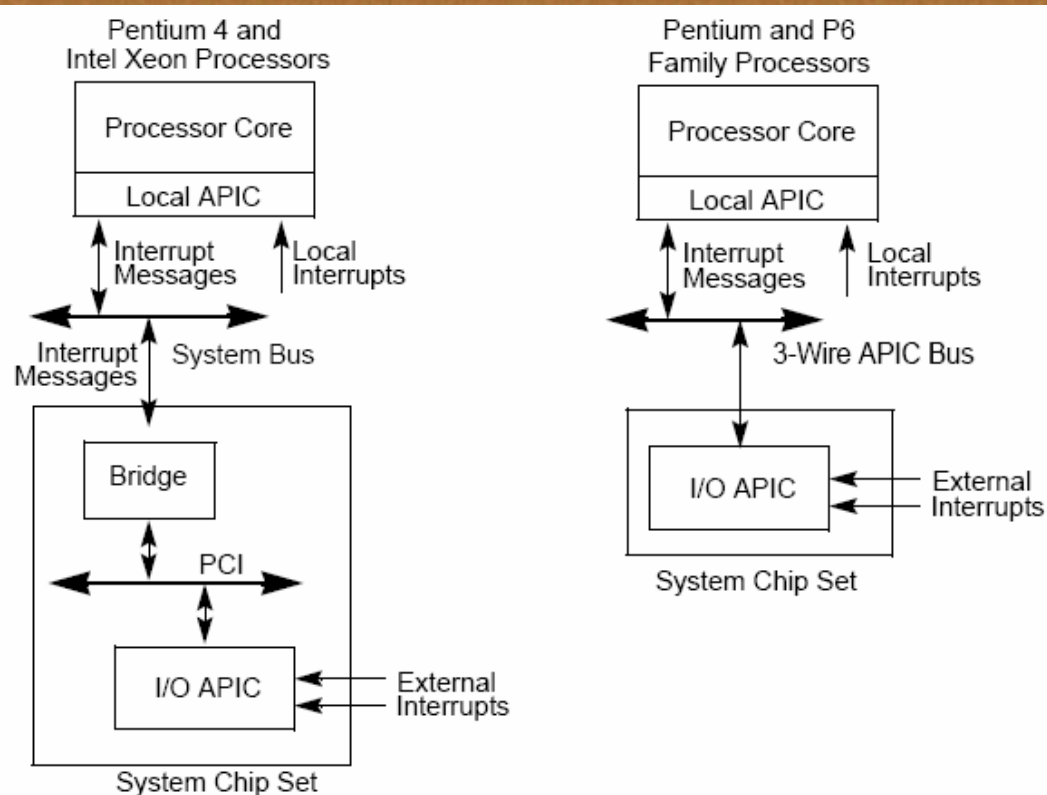 Pentium 4 and
Intel Xeon Processors
Processor Core
Local APIC
Interrupt
Messages
Local
Interrupts
Interrupt
Messages
System Bus
Bridge
PCI
I/O APIC
External
Interrupts
System Chip Set
Pentium and P6
Family Processors
Processor Core
Local APIC
Interrupt
Messages
Local
Interrupts
3-Wire APIC Bus
I/O APIC
External
Interrupts
System Chip Set